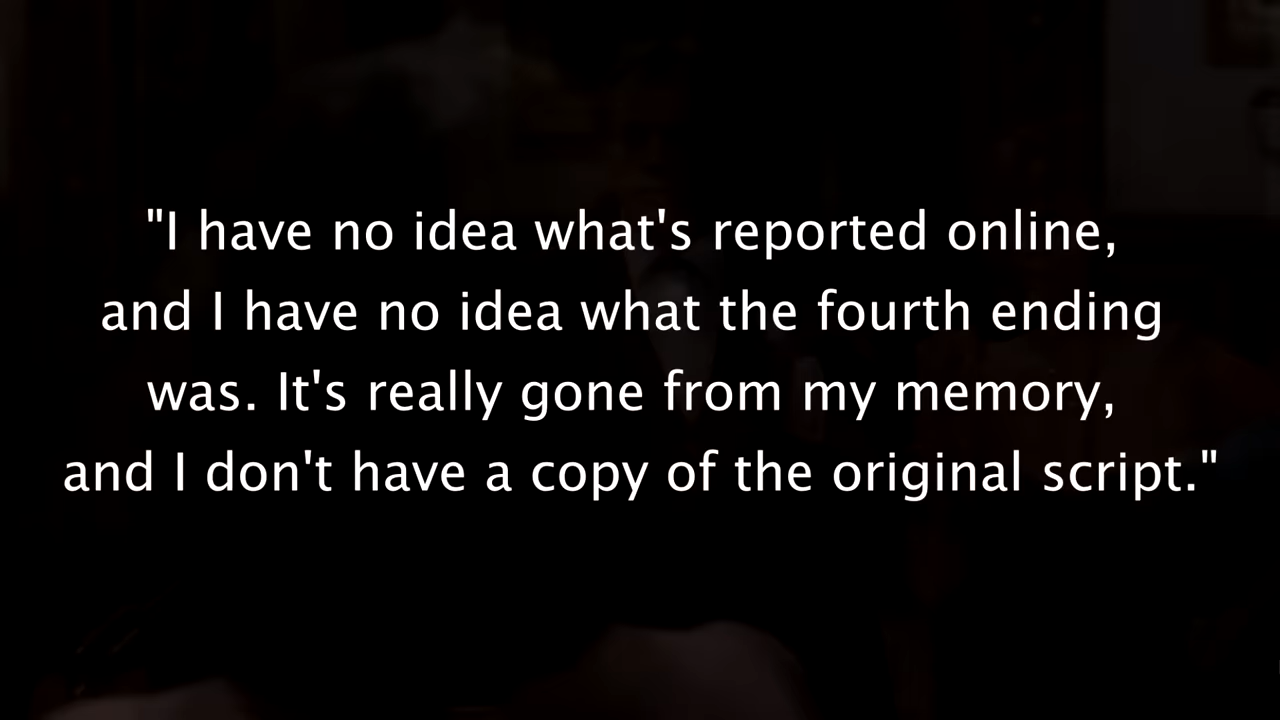 "I have no idea what's reported online,
and I have no idea what the fourth ending
was. It's really gone from my memory,
and I don't have a copy of the original script."